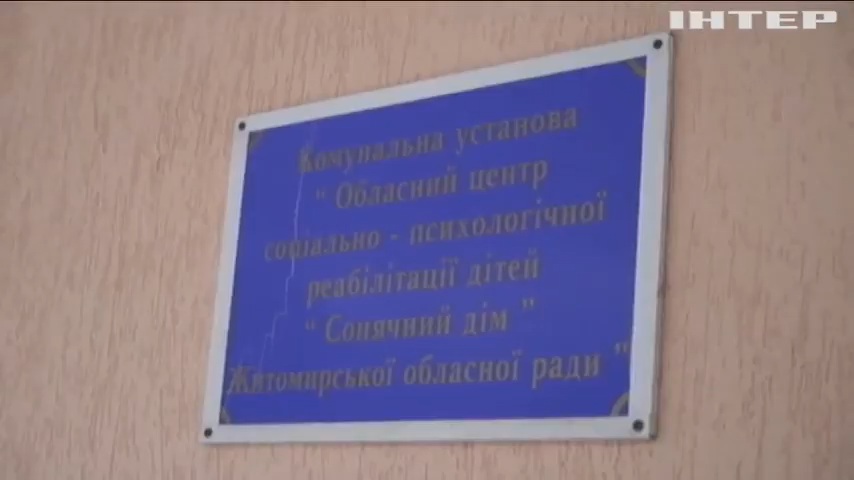 ІНТЕР
Комунальна установа
“ Обласний центр
соціально - психологічної
реабілітації дітей
“ Сонячний дім ”
Житомирської обласної ради ”